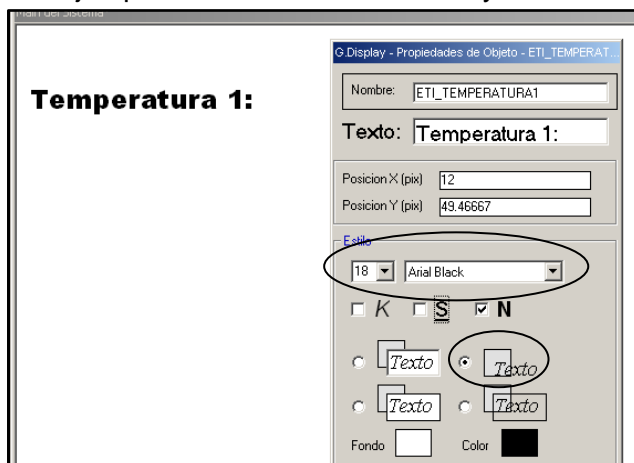 Main del Sistema
G.Display - Propiedades de Objeto - ETI_TEMPERAT...
Temperatura 1:
Nombre: ETI_TEMPERATURA1
Texto: Temperatura 1:
Posicion X (pix) 12
Posicion Y (pix) 49.46667
Estilo
18 Arial Black
K S N
Texto Texto
Texto Texto
Fondo Color